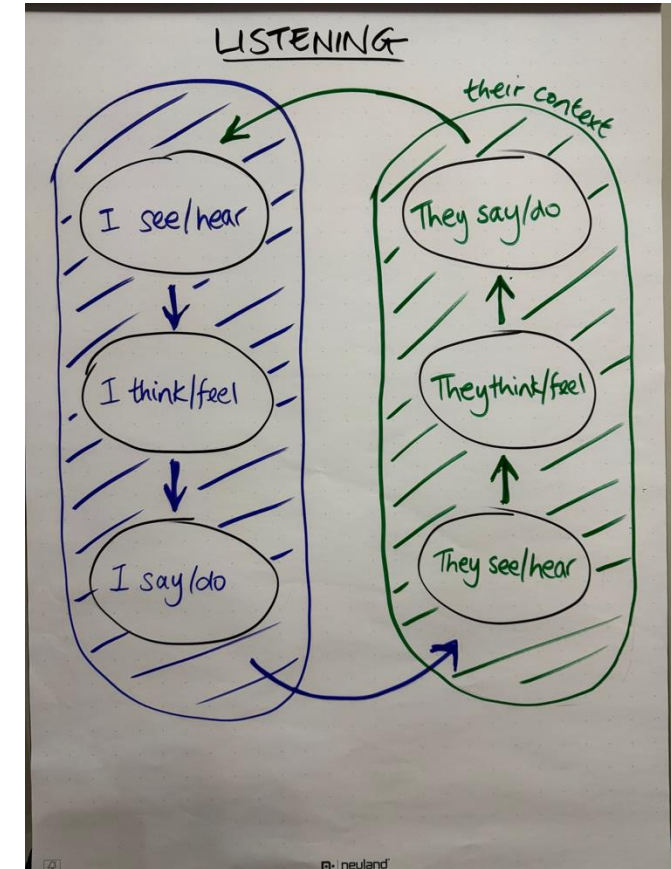 LISTENING
their context
I see/hear
They say/do
I think/feel
They think/feel
I say/do
They see/hear
neuland